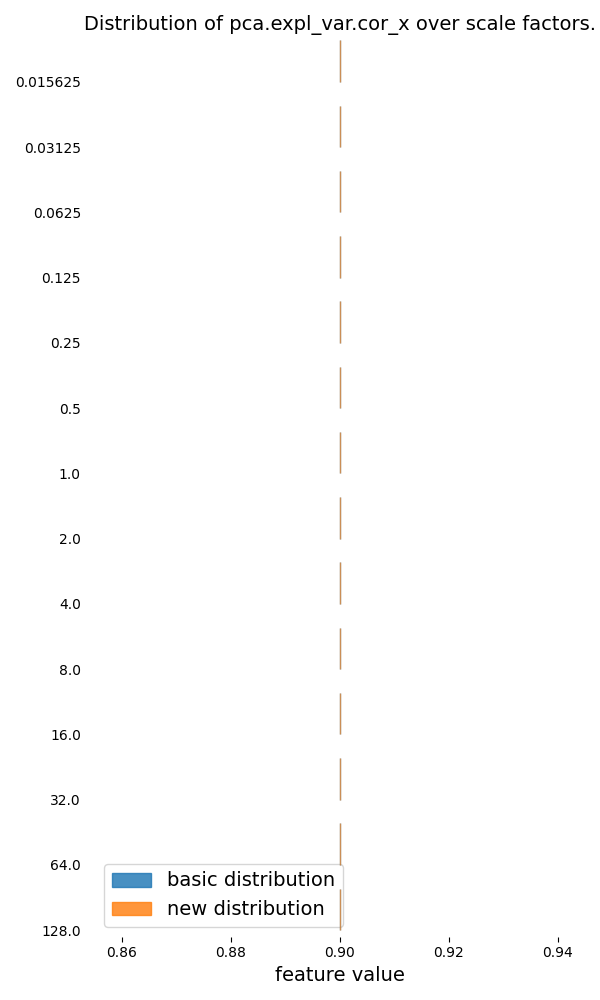 Distribution of pca.expl_var.cor_x over scale factors.
0.015625
0.03125
0.0625
0.125
0.25
0.5
1.0
2.0
4.0
8.0
16.0
32.0
64.0
128.0
basic distribution
new distribution
0.86 0.88 0.90 0.92 0.94
feature value